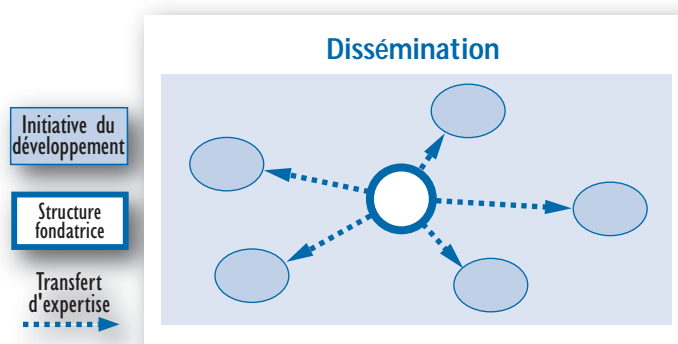 Dissémination
Initiative du
développement
Structure
fondatrice
Transfert
d'expertise